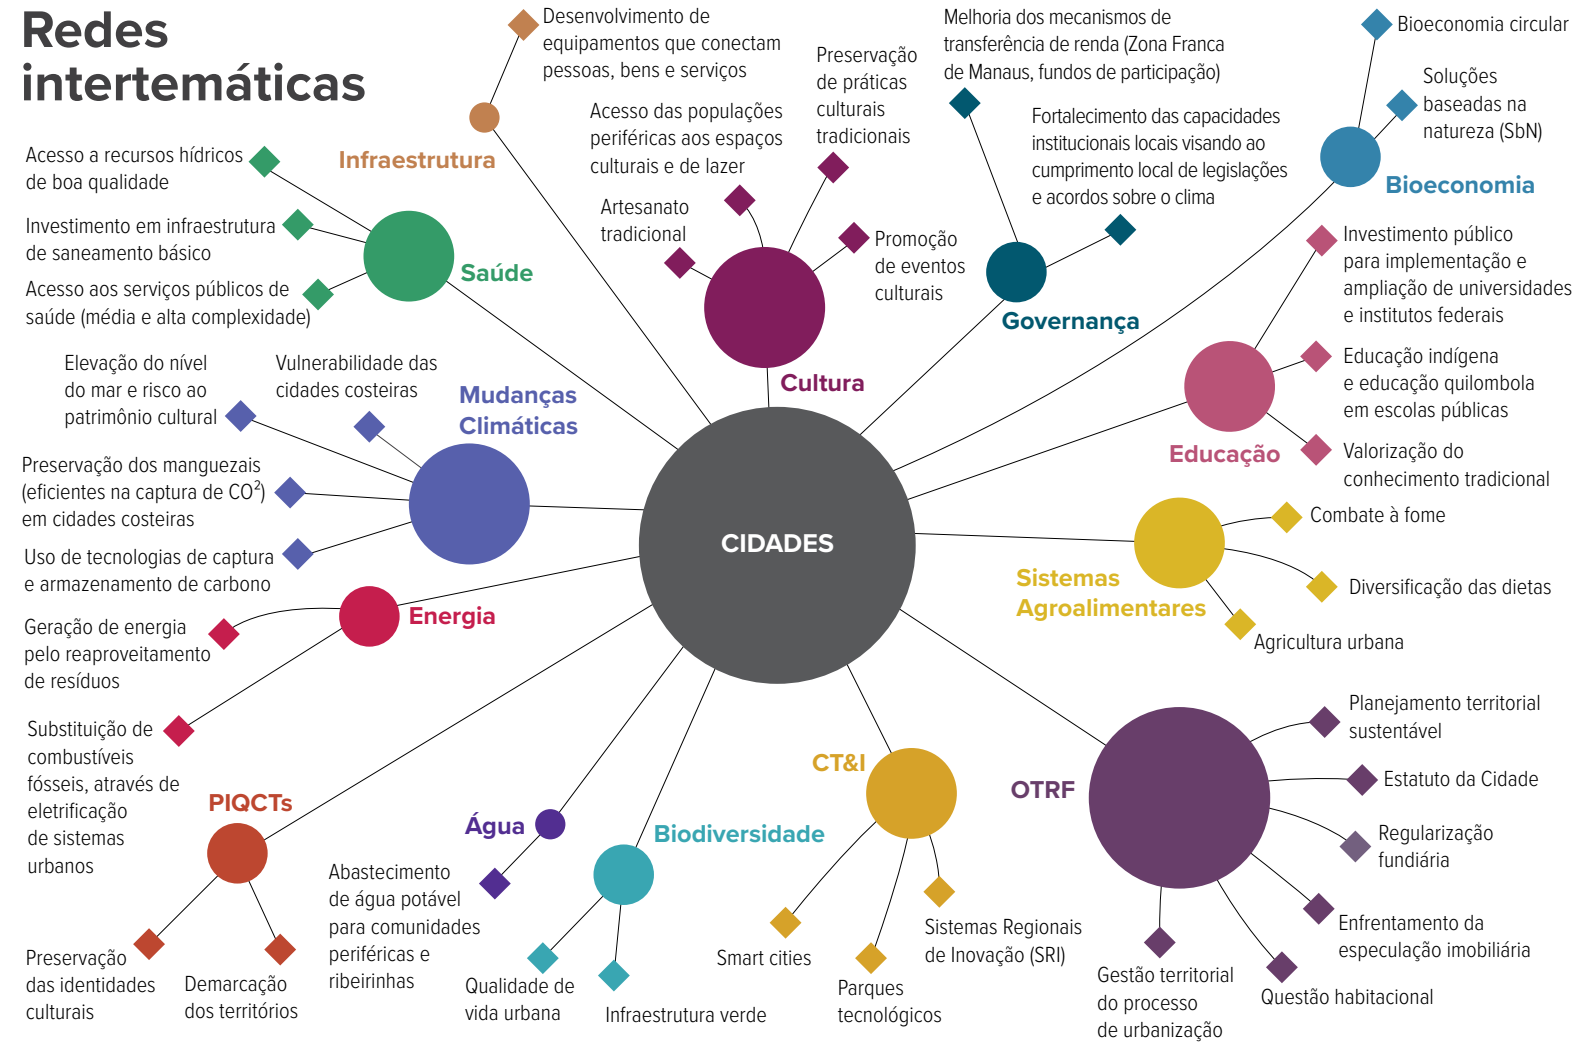 Redes
intertemáticas
Desenvolvimento de
equipamentos que conectam
pessoas, bens e serviços
Infraestrutura
Acesso a recursos hídricos
de boa qualidade
Investimento em infraestrutura
de saneamento básico
Acesso aos serviços públicos de
saúde (média e alta complexidade)
Saúde
Acesso das populações
periféricas aos espaços
culturais e de lazer
Preservação
de práticas
culturais
tradicionais
Artesanato
tradicional
Promoção
de eventos
culturais
Cultura
Melhoria dos mecanismos de
transferência de renda (Zona Franca
de Manaus, fundos de participação)
Fortalecimento das capacidades
institucionais locais visando ao
cumprimento local de legislações
e acordos sobre o clima
Governança
Bioeconomia circular
Soluções
baseadas na
natureza (SbN)
Bioeconomia
Investimento público
para implementação e
ampliação de universidades
e institutos federais
Educação indígena
e educação quilombola
em escolas públicas
Valorização do
conhecimento tradicional
Educação
Elevação do nível
do mar e risco ao
patrimônio cultural
Vulnerabilidade das
cidades costeiras
Mudanças
Climáticas
Preservação dos manguezais
(eficientes na captura de CO²)
em cidades costeiras
Uso de tecnologias de captura
e armazenamento de carbono
CIDADES
Combate à fome
Diversificação das dietas
Agricultura urbana
Sistemas
Agroalimentares
Energia
Geração de energia
pelo reaproveitamento
de resíduos
Substituição de
combustíveis
fósseis, através de
eletrificação
de sistemas
urbanos
PIQCTs
Preservação
das identidades
culturais
Demarcação
dos territórios
Água
Abastecimento
de água potável
para comunidades
periféricas e
ribeirinhas
Biodiversidade
Qualidade de
vida urbana
Infraestrutura verde
CT&I
Smart cities
Parques
tecnológicos
Sistemas Regionais
de Inovação (SRI)
OTRF
Planejamento territorial
sustentável
Estatuto da Cidade
Regularização
fundiária
Enfrentamento da
especulação imobiliária
Questão habitacional
Gestão territorial
do processo
de urbanização